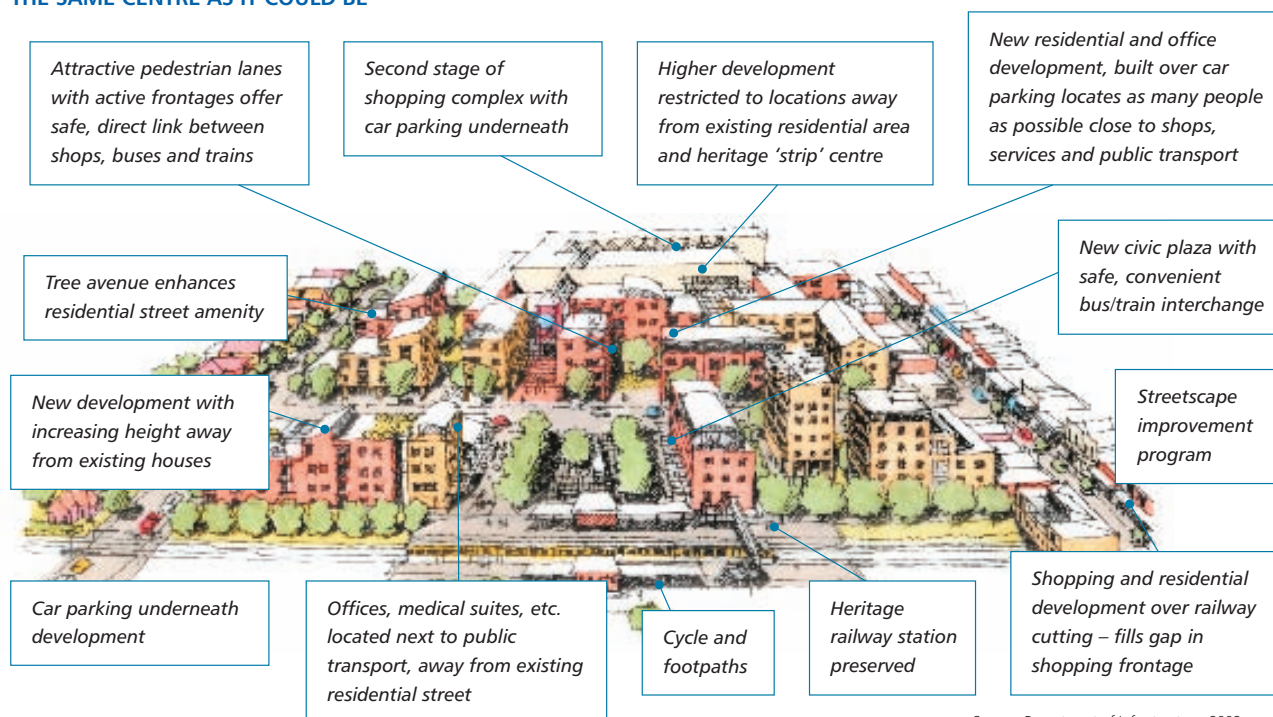 THE SAME CENTRE AS IT COULD BE
Attractive pedestrian lanes
with active frontages offer
safe, direct link between
shops, buses and trains
Second stage of
shopping complex with
car parking underneath
Higher development
restricted to locations away
from existing residential area
and heritage ‘strip’ centre
New residential and office
development, built over car
parking locates as many people
as possible close to shops,
services and public transport
Tree avenue enhances
residential street amenity
New civic plaza with
safe, convenient
bus/train interchange
New development with
increasing height away
from existing houses
Streetscape
improvement
program
Car parking underneath
development
Offices, medical suites, etc.
located next to public
transport, away from existing
residential street
Cycle and
footpaths
Heritage
railway station
preserved
Shopping and residential
development over railway
cutting – fills gap in
shopping frontage